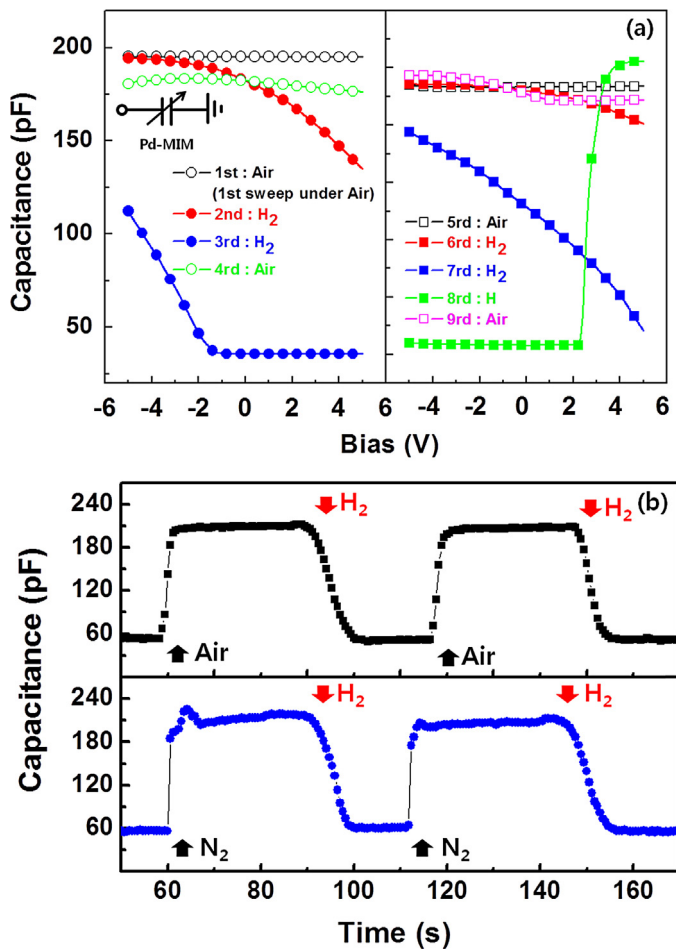 (a)
200
150
100
50
Capacitance (pF)
Pd-MIM
1st : Air
(1st sweep under Air)
2nd : H2
3rd : H2
4rd : Air
5rd : Air
6rd : H2
7rd : H2
8rd : H
9rd : Air
-6 -4 -2 0 2 4 -6 -4 -2 0 2 4 6
Bias (V)
(b)
240
180
120
60
H2
H2
Air
Air
240
180
120
60
H2
H2
N2
N2
Capacitance (pF)
60 80 100 120 140 160
Time (s)